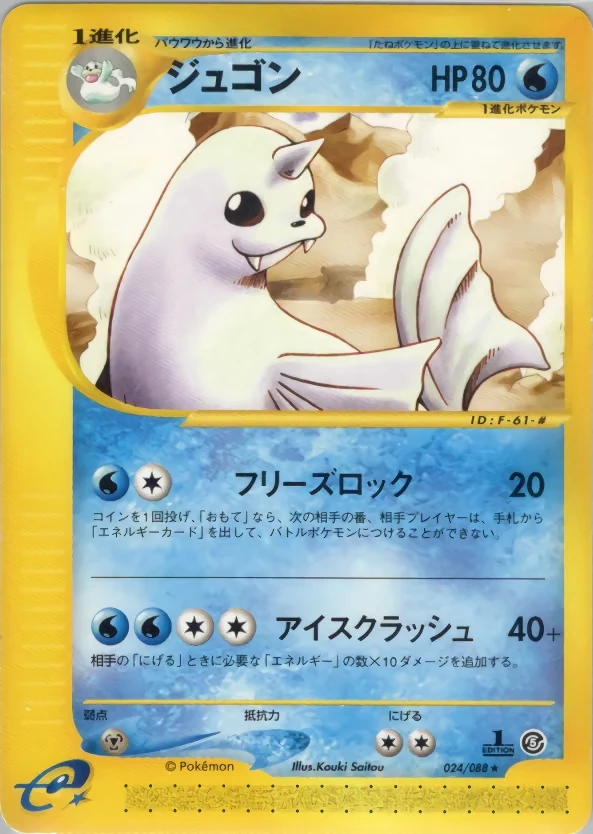 1進化
パウワウから進化
「たねポケモン」の上に重ねて進化させます
ジュゴン
HP80
1進化ポケモン
ID:F-61-#
フリーズロック 20
コインを1回投げ、「おもて」なら、次の相手の番、相手プレイヤーは、手札から
「エネルギーカード」を出して、バトルポケモンにつけることができない。
アイスクラッシュ 40+
相手の「にげる」ときに必要な「エネルギー」の数×10ダメージを追加する。
弱点 抵抗力 にげる
1
EDITION
© Pokémon
Illus.Kouki Saitou
024/088 ★
e